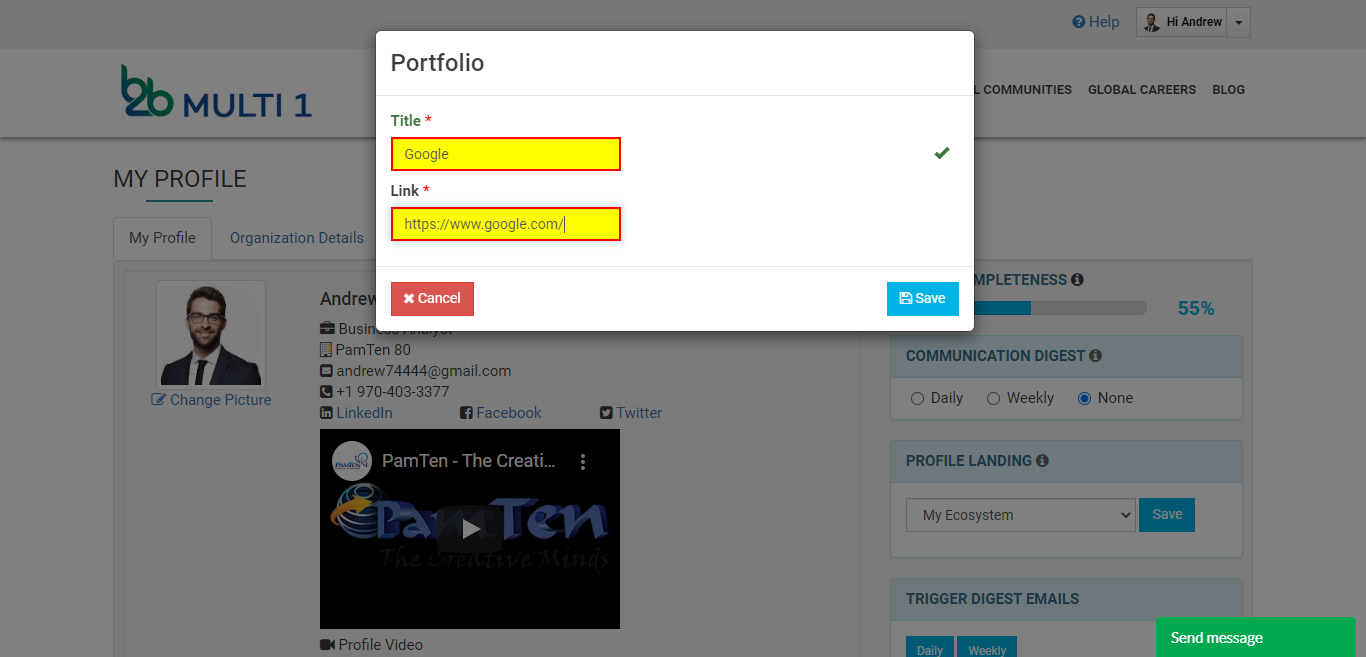 Help
Hi Andrew
b2b MULTI 1
L COMMUNITIES GLOBAL CAREERS BLOG
Portfolio
Title *
Google
Link *
https://www.google.com/
Cancel
Save
MY PROFILE
My Profile
Organization Details
Andrew
Business Analyst
PamTen 80
andrew74444@gmail.com
+1 970-403-3377
LinkedIn Facebook Twitter
Change Picture
PamTen
PamTen - The Creati...
PamTen
The Creative Minds
Profile Video
MPLETENESS
55%
COMMUNICATION DIGEST
Daily Weekly None
PROFILE LANDING
My Ecosystem
Save
TRIGGER DIGEST EMAILS
Daily Weekly
Send message